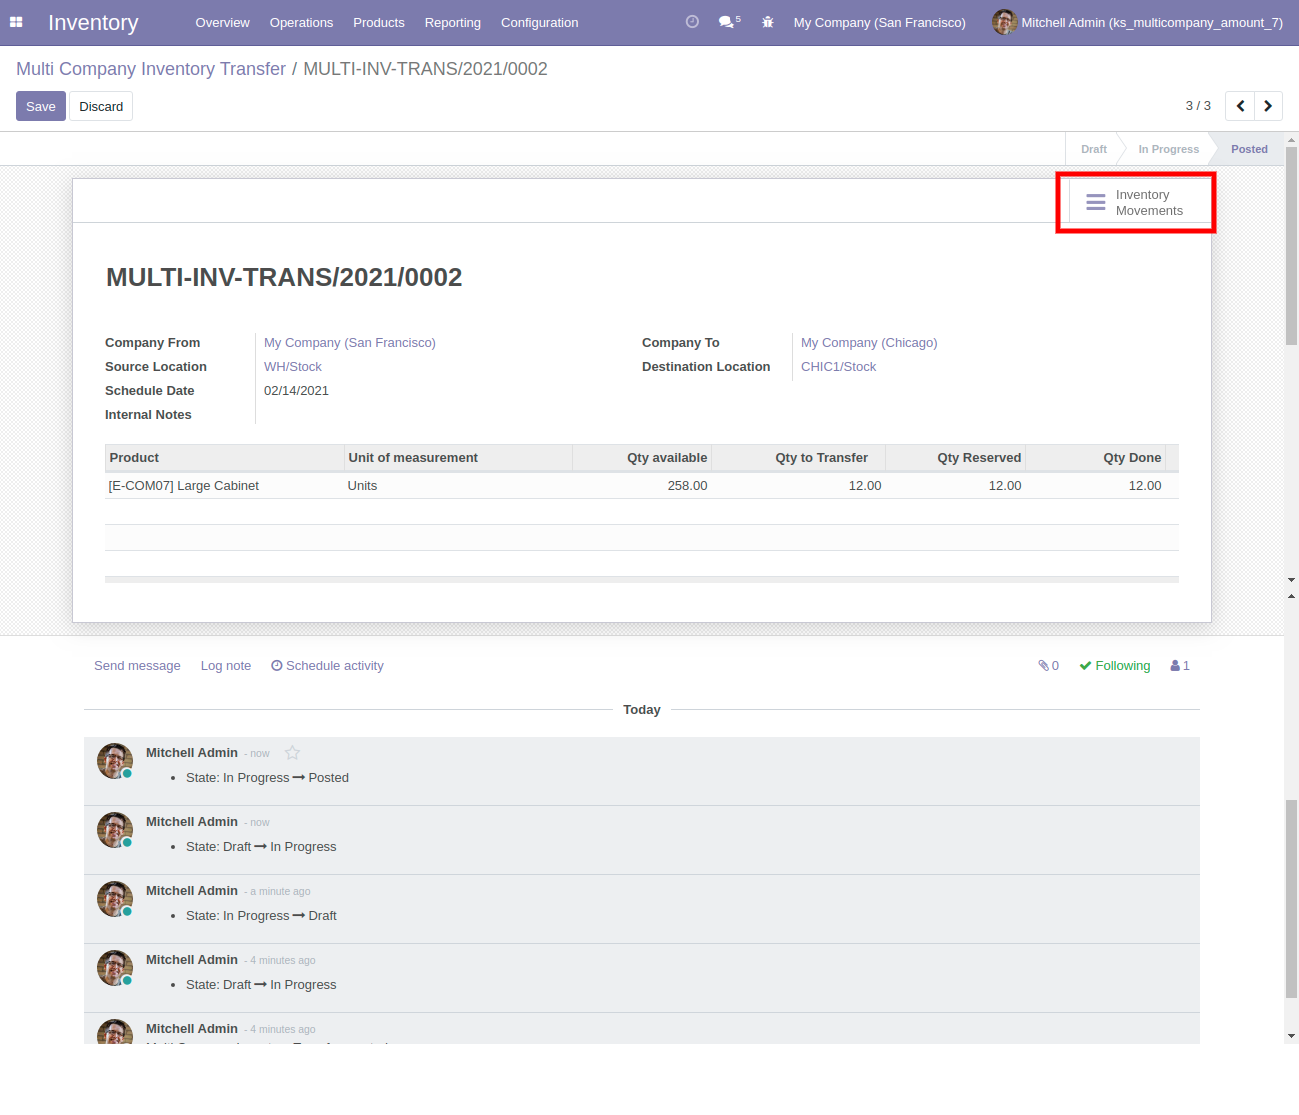 Inventory Overview Operations Products Reporting Configuration 5 My Company (San Francisco) Mitchell Admin (ks_multicompany_amount_7)
Multi Company Inventory Transfer / MULTI-INV-TRANS/2021/0002
Save Discard 3 / 3
Draft In Progress Posted
Inventory
Movements
MULTI-INV-TRANS/2021/0002
Company From My Company (San Francisco) Company To My Company (Chicago)
Source Location WH/Stock Destination Location CHIC1/Stock
Schedule Date 02/14/2021
Internal Notes
Product Unit of measurement Qty available Qty to Transfer Qty Reserved Qty Done
[E-COM07] Large Cabinet Units 258.00 12.00 12.00 12.00
Send message Log note Schedule activity 0 Following 1
Today
Mitchell Admin - now
• State: In Progress → Posted
Mitchell Admin - now
• State: Draft → In Progress
Mitchell Admin - a minute ago
• State: In Progress → Draft
Mitchell Admin - 4 minutes ago
• State: Draft → In Progress
Mitchell Admin - 4 minutes ago